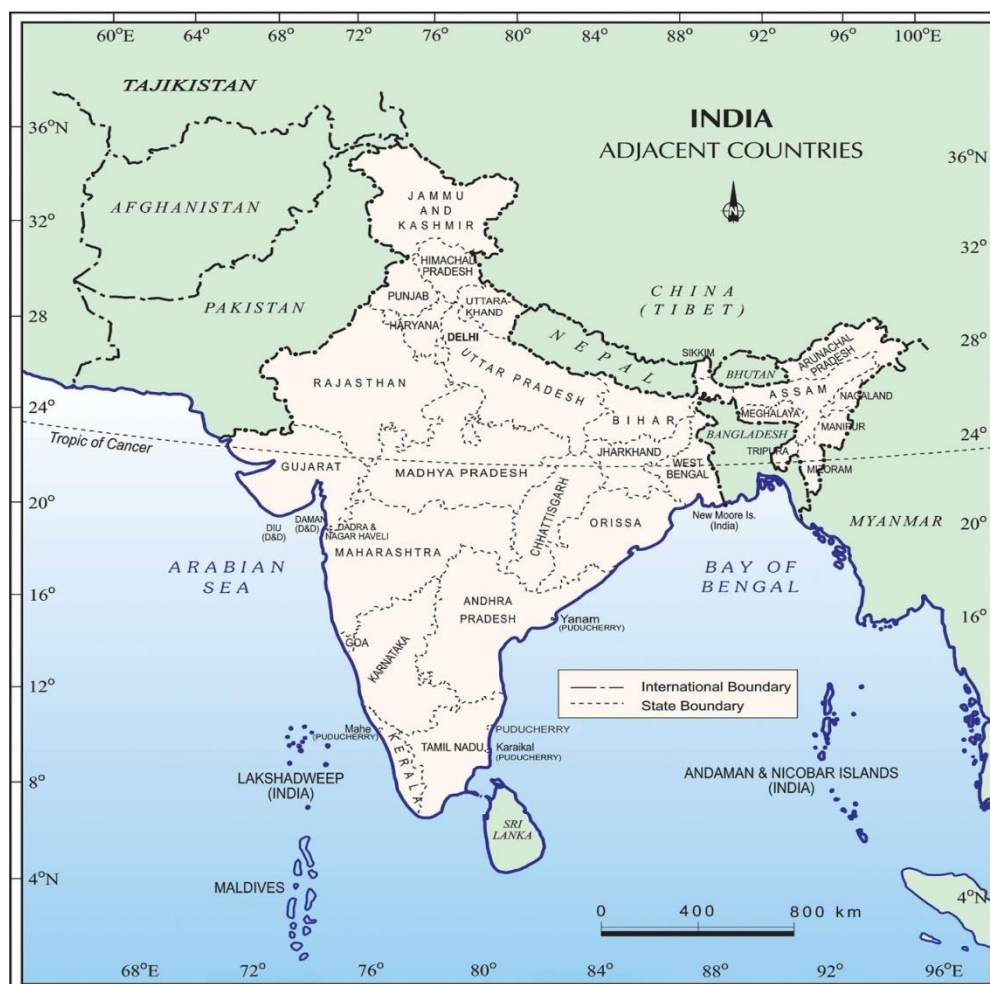 60°E 64° 68° 72° 76° 80° 84° 88° 92° 96° 100°E
TAJIKISTAN
36°N
INDIA
ADJACENT COUNTRIES
36°N
N
AFGHANISTAN
JAMMU
AND
KASHMIR
32°
32°
HIMACHAL
PRADESH
PAKISTAN
PUNJAB
UTTARA-
KHAND
CHINA
(TIBET)
28
28°
HARYANA
DELHI
NEPAL
SIKKIM
BHUTAN
ARUNACHAL
PRADESH
RAJASTHAN
UTTAR PRADESH
ASSAM
NAGALAND
24°
24°
BIHAR
MEGHALAYA
MANIPUR
BANGLADESH
Tropic of Cancer
TRIPURA
GUJARAT
MADHYA PRADESH
JHARKHAND
WEST
BENGAL
MIZORAM
20°
20°
CHHATTISGARH
ORISSA
New Moore Is.
(India)
MYANMAR
DIU
(D&D)
DAMAN
(D&D)
DADRA &
NAGAR HAVELI
MAHARASHTRA
ARABIAN
SEA
BAY OF
BENGAL
16°
16°
ANDHRA
PRADESH
Yanam
(PUDUCHERRY)
GOA
KARNATAKA
12°
12°
International Boundary
State Boundary
Mahe
(PUDUCHERRY)
PUDUCHERRY
KERALA
TAMIL NADU
Karaikal
(PUDUCHERRY)
LAKSHADWEEP
(INDIA)
ANDAMAN & NICOBAR ISLANDS
(INDIA)
8°
8°
SRI
LANKA
MALDIVES
4°N
4°N
0 400 800 km
68°E 72° 76° 80° 84° 88° 92° 96°E